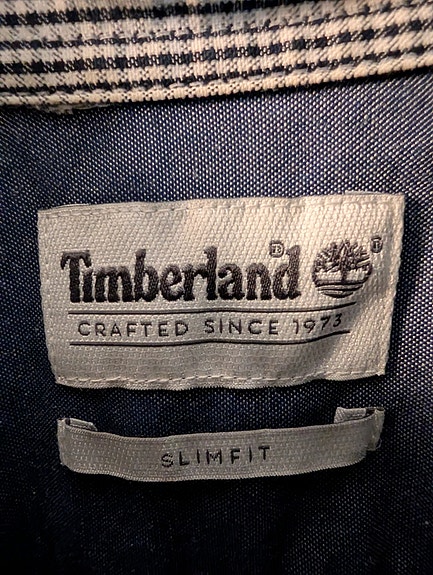 Timberland®
CRAFTED SINCE 1973
SLIMFIT